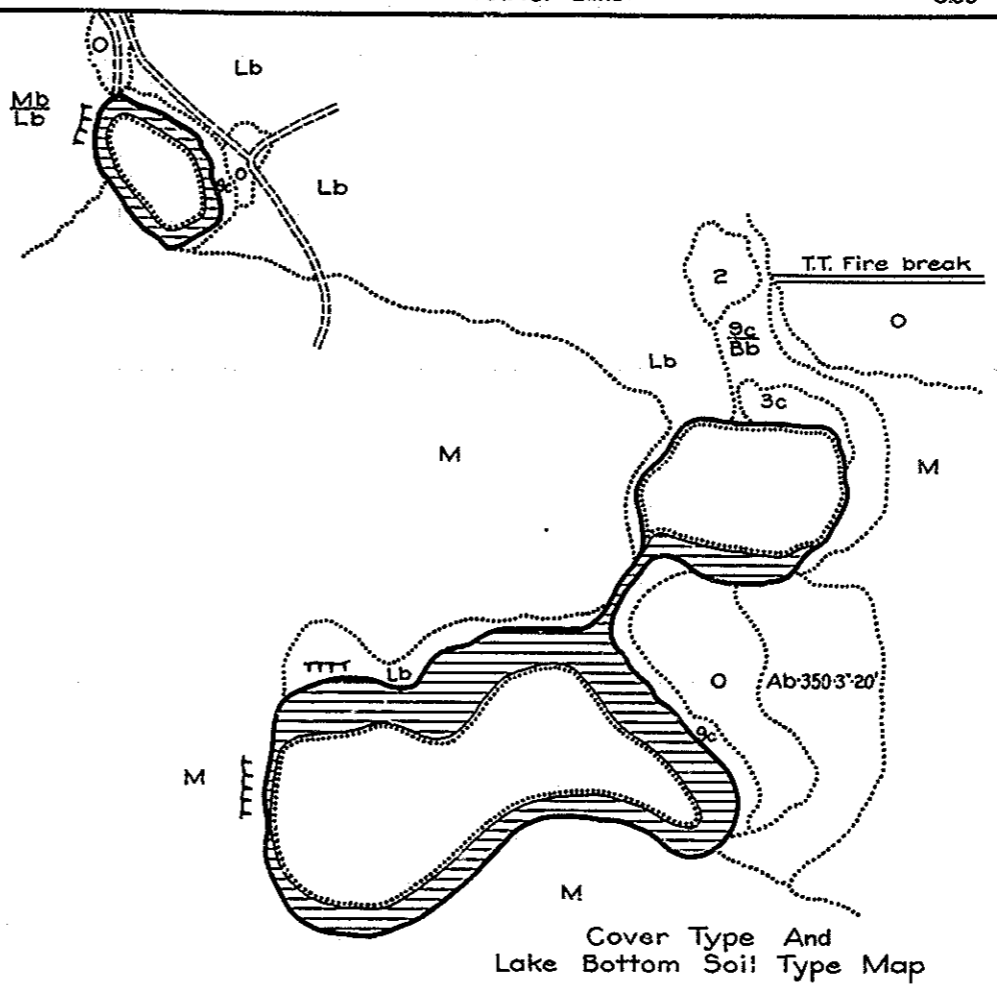 O
Lb
Mb
Lb
O
Lb
2
T.T. Fire break
O
9c
Bb
Lb
3c
M
M
Lb
O
Ab·350·3"-20'
9c
M
M
Cover Type And
Lake Bottom Soil Type Map